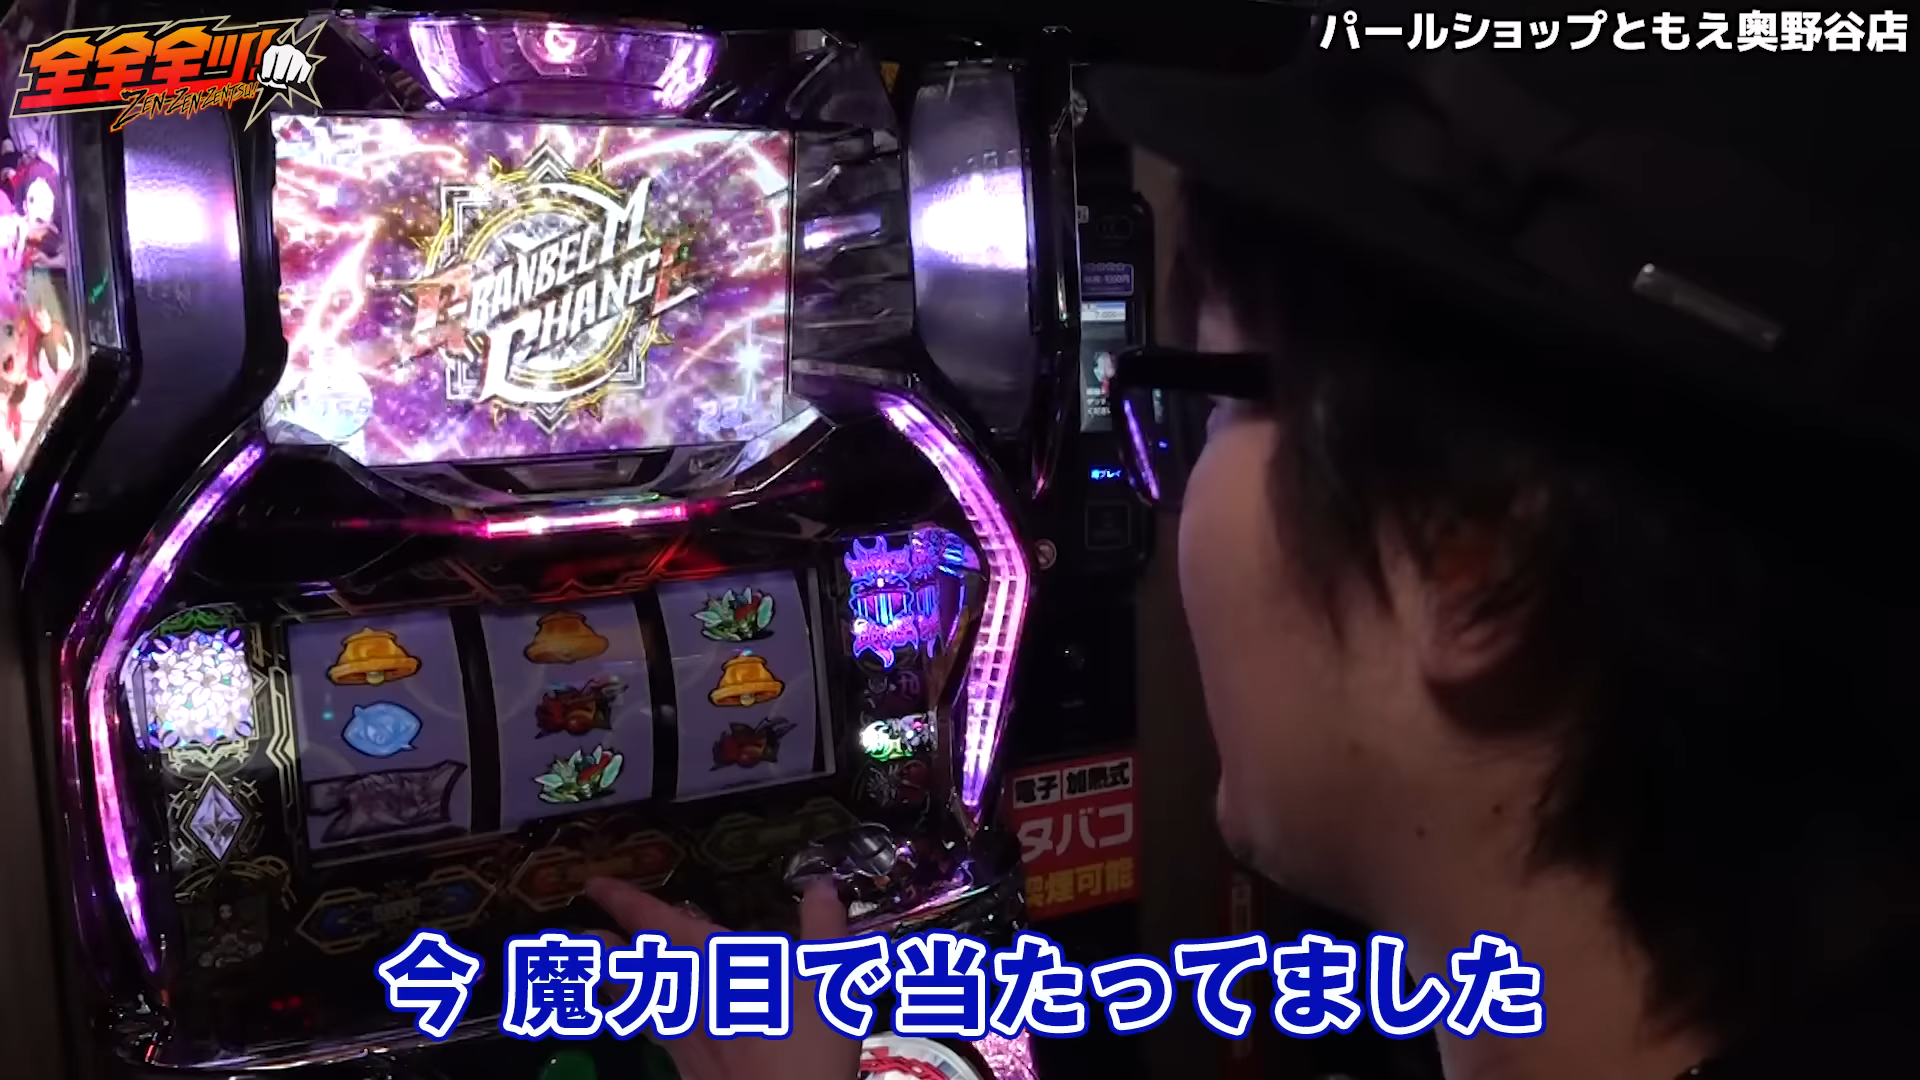 全全全ツ!
ZEN-ZEN-ZENTSU!
パールショップともえ奥野谷店
GRANBELM
CHANCE
電子 加熱式
タバコ
喫煙可能
今 魔力目で当たってました